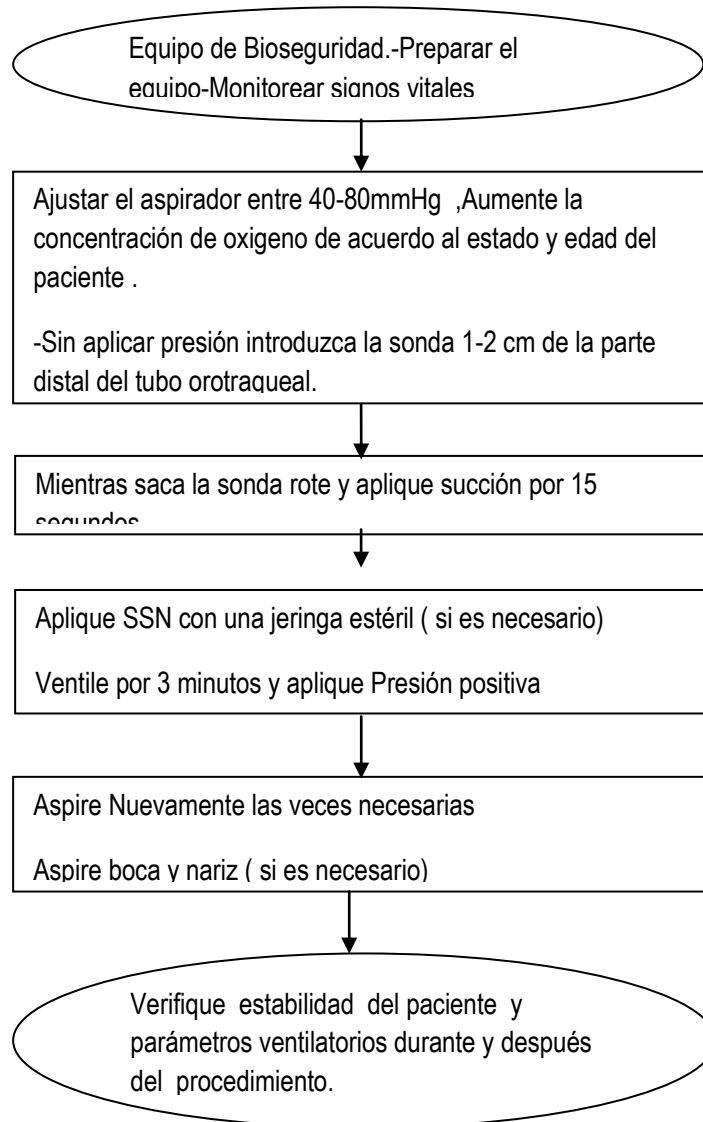 Equipo de Bioseguridad.-Preparar el
equipo-Monitorear signos vitales
Ajustar el aspirador entre 40-80mmHg ,Aumente la
concentración de oxigeno de acuerdo al estado y edad del
paciente .
-Sin aplicar presión introduzca la sonda 1-2 cm de la parte
distal del tubo orotraqueal.
Mientras saca la sonda rote y aplique succión por 15
segundos
Aplique SSN con una jeringa estéril ( si es necesario)
Ventile por 3 minutos y aplique Presión positiva
Aspire Nuevamente las veces necesarias
Aspire boca y nariz ( si es necesario)
Verifique estabilidad del paciente y
parámetros ventilatorios durante y después
del procedimiento.